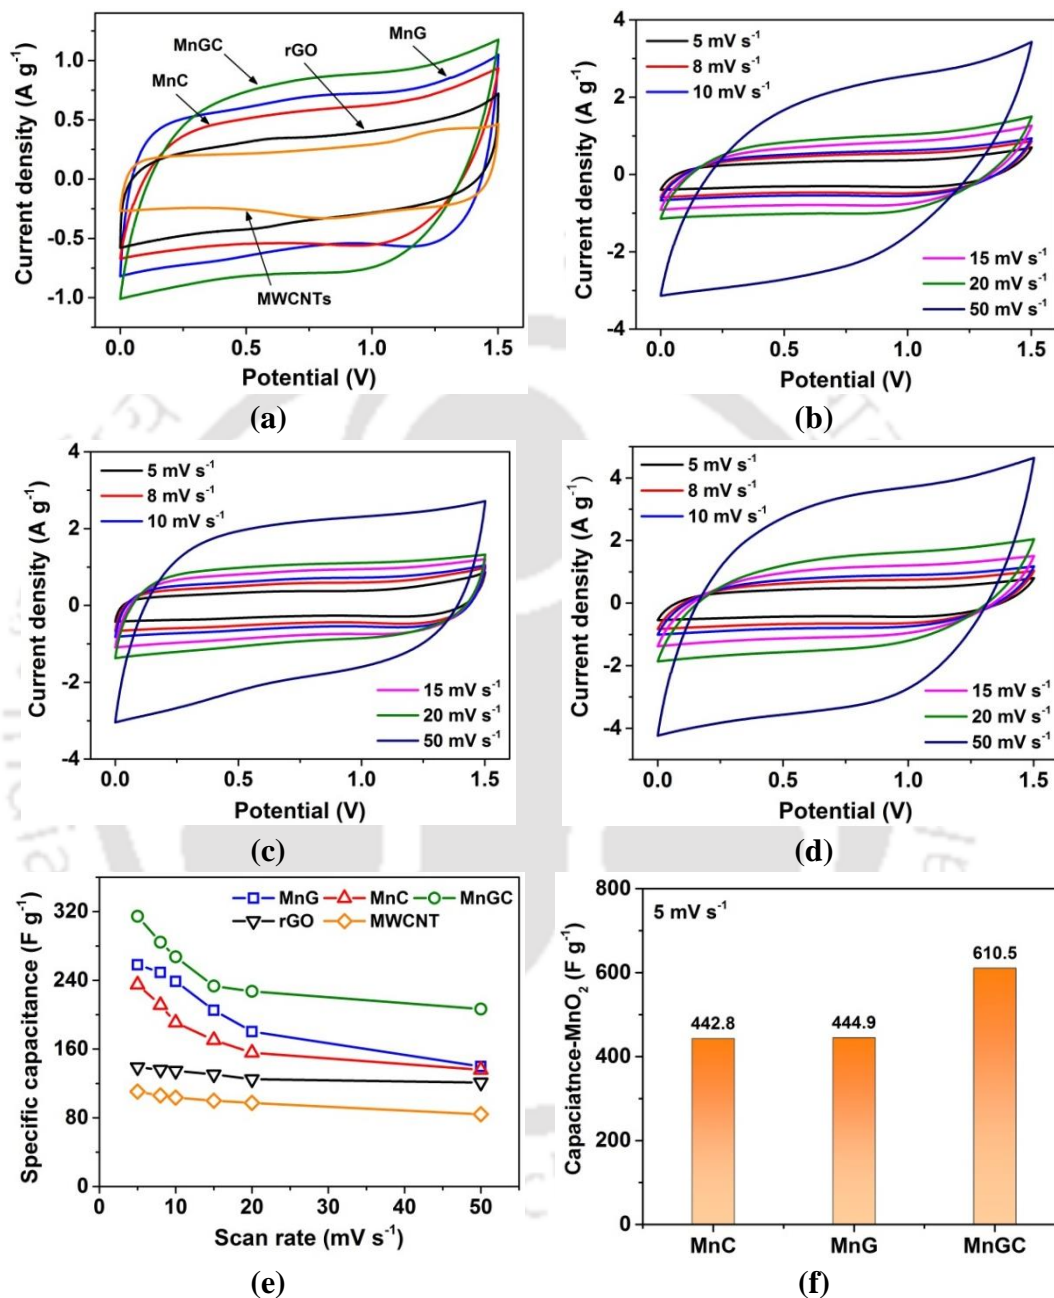 MnGC
rGO
MnG
MnC
MWCNTs
1.0
0.5
0.0
-0.5
-1.0
Current density (A g⁻¹)
0.0 0.5 1.0 1.5
Potential (V)
(a)
5 mV s⁻¹
8 mV s⁻¹
10 mV s⁻¹
15 mV s⁻¹
20 mV s⁻¹
50 mV s⁻¹
4
2
0
-2
-4
Current density (A g⁻¹)
0.0 0.5 1.0 1.5
Potential (V)
(b)
5 mV s⁻¹
8 mV s⁻¹
10 mV s⁻¹
15 mV s⁻¹
20 mV s⁻¹
50 mV s⁻¹
4
2
0
-2
-4
Current density (A g⁻¹)
0.0 0.5 1.0 1.5
Potential (V)
(c)
5 mV s⁻¹
8 mV s⁻¹
10 mV s⁻¹
15 mV s⁻¹
20 mV s⁻¹
50 mV s⁻¹
4
2
0
-2
-4
Current density (A g⁻¹)
0.0 0.5 1.0 1.5
Potential (V)
(d)
MnG MnC MnGC
rGO MWCNT
320
240
160
80
0
Specific capacitance (F g⁻¹)
0 10 20 30 40 50
Scan rate (mV s⁻¹)
(e)
5 mV s⁻¹
800
600
400
200
0
Capaciatnce-MnO₂ (F g⁻¹)
442.8 444.9 610.5
MnC MnG MnGC
(f)